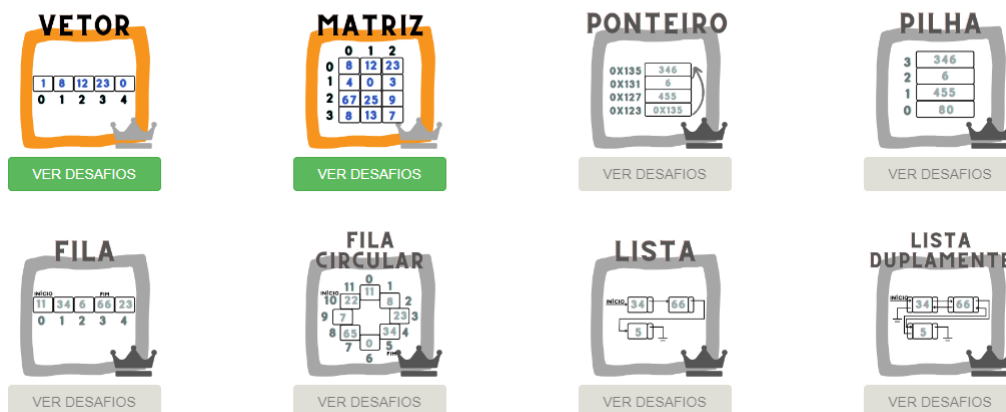 VETOR
1 8 12 23 0
0 1 2 3 4
VER DESAFIOS
MATRIZ
0 1 2
0 8 12 23
1 4 0 3
2 67 25 9
3 8 13 7
VER DESAFIOS
PONTEIRO
0X135 346
0X131 6
0X127 455
0X123 0X135
VER DESAFIOS
PILHA
3 346
2 6
1 455
0 80
VER DESAFIOS
FILA
INÍCIO FIM
11 34 6 66 23
0 1 2 3 4
VER DESAFIOS
FILA
CIRCULAR
0
11 11 1
INÍCIO
10 22 8 2
9 7 23 3
8 65 34 4
7 0 5
6 FIM
VER DESAFIOS
LISTA
INÍCIO 34 66
5
VER DESAFIOS
LISTA
DUPLAMENTE
INÍCIO 34 66
5
VER DESAFIOS